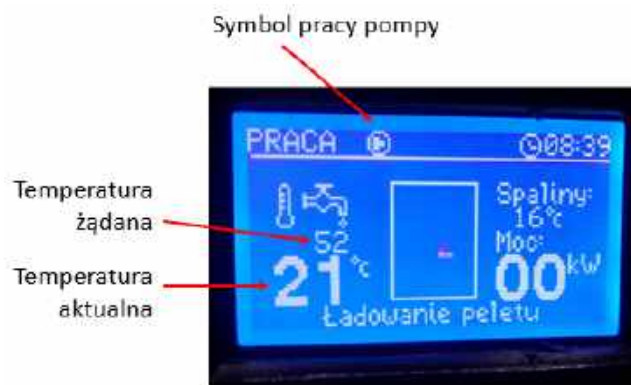 Symbol pracy pompy
PRACA 08:39
Temperatura
żądana
Temperatura
aktualna
52
21°C
Spaliny:
16°C
Moc:
00kW
Ładowanie peletu